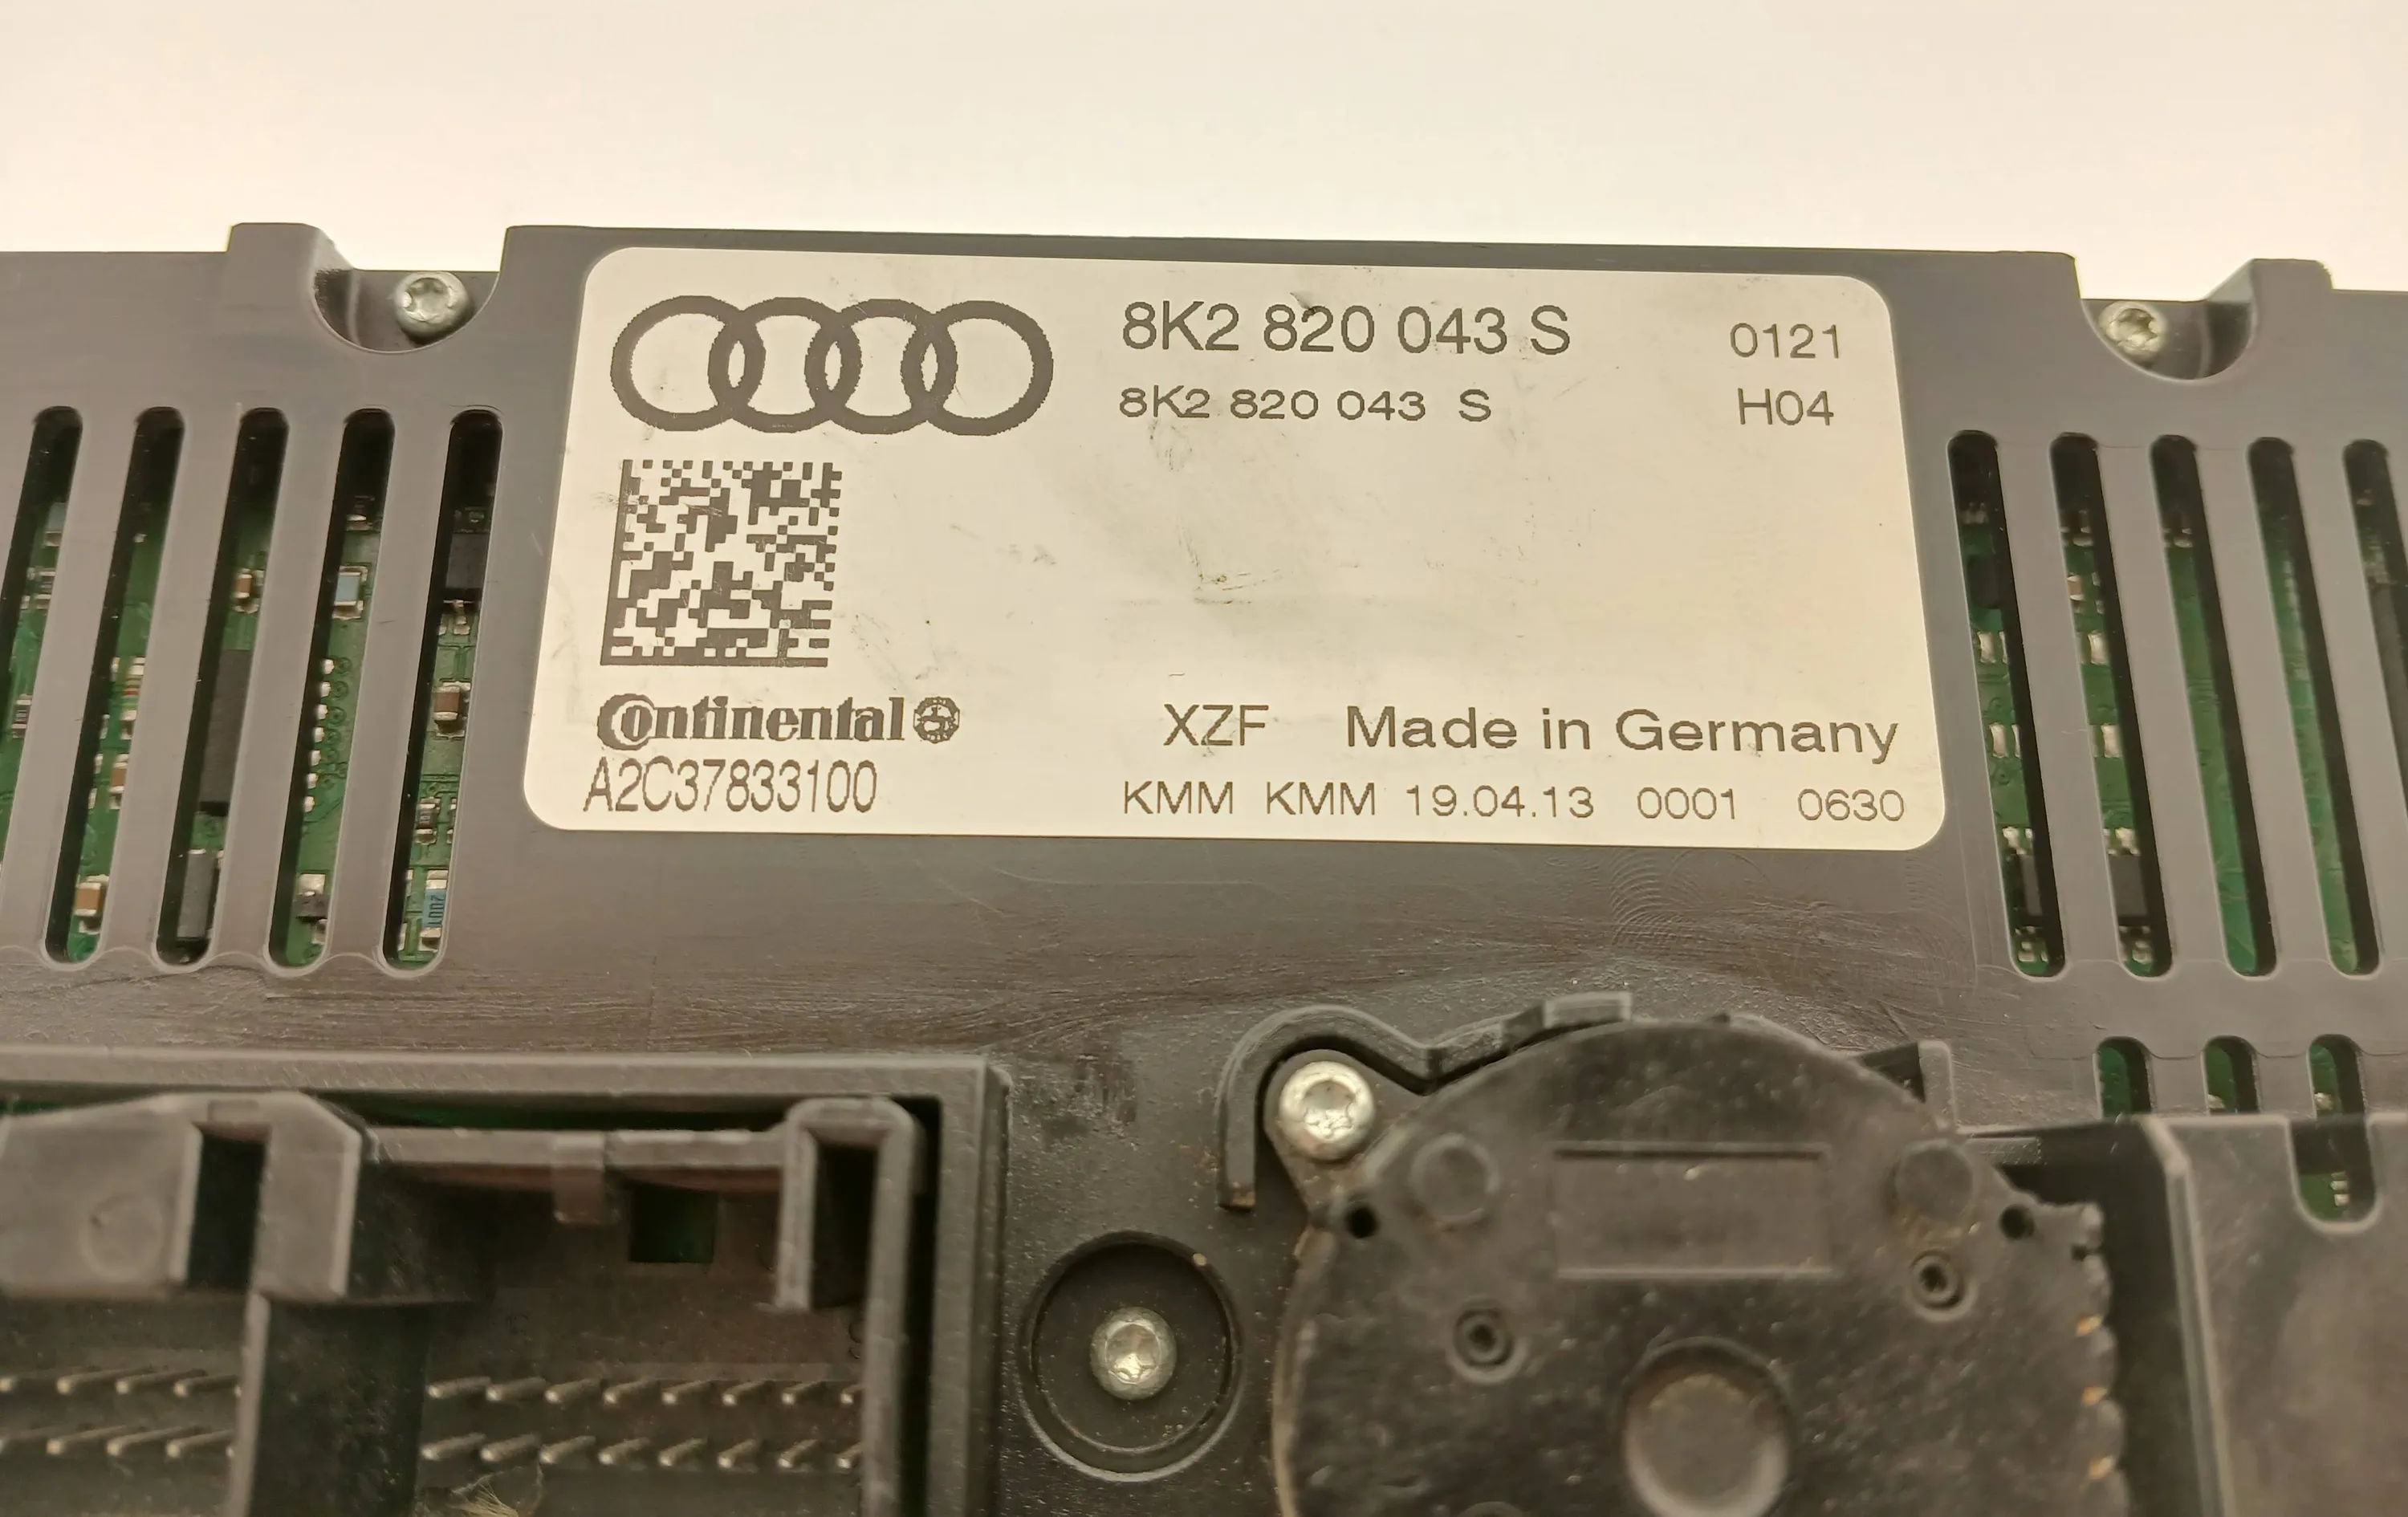 8K2 820 043 S 0121
8K2 820 043 S H04
Continental
XZF Made in Germany
A2C37833100
KMM KMM 19.04.13 0001 0630